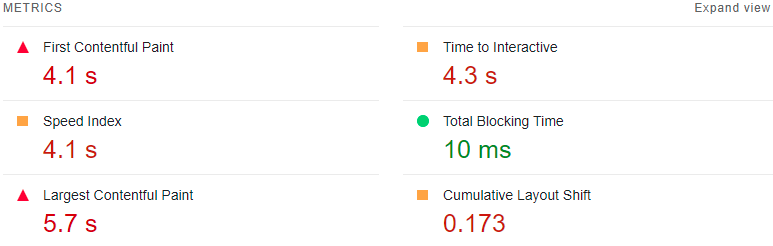 METRICS Expand view
First Contentful Paint Time to Interactive
4.1 s 4.3 s
Speed Index Total Blocking Time
4.1 s 10 ms
Largest Contentful Paint Cumulative Layout Shift
5.7 s 0.173